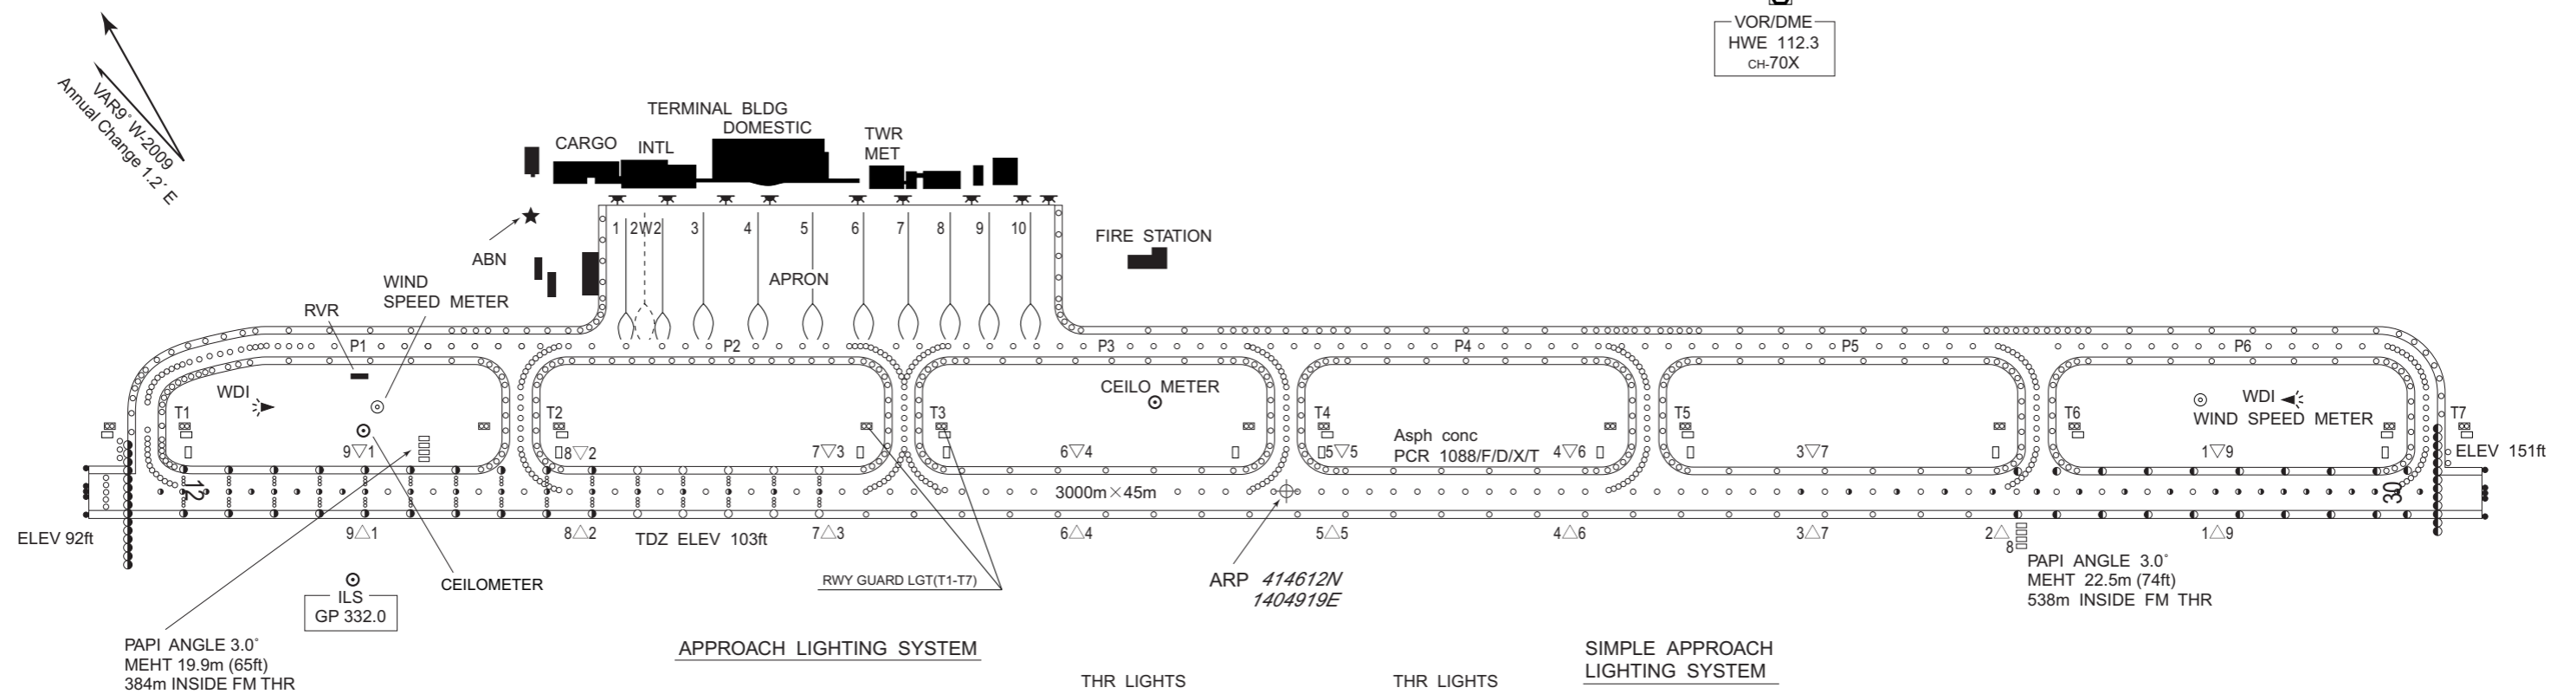 VOR/DME
HWE 112.3
CH-70X
VAR9° W-2009
Annual Change 1.2´ E
TERMINAL BLDG
DOMESTIC
CARGO
INTL
TWR
MET
ABN
1
2W2
3
4
5
6
7
8
9
10
FIRE STATION
APRON
WIND
SPEED METER
RVR
P1
P2
P3
P4
P5
P6
WDI
CEILO METER
WDI
WIND SPEED METER
T1
T2
T3
T4
T5
T6
T7
Asph conc
PCR 1088/F/D/X/T
9▽1
8▽2
7▽3
6▽4
5▽5
4▽6
3▽7
1▽9
ELEV 151ft
12
3000m×45m
30
ELEV 92ft
9△1
8△2
TDZ ELEV 103ft
7△3
6△4
5△5
4△6
3△7
2△
8
1△9
CEILOMETER
RWY GUARD LGT(T1-T7)
ARP 414612N
1404919E
PAPI ANGLE 3.0°
MEHT 22.5m (74ft)
538m INSIDE FM THR
ILS
GP 332.0
PAPI ANGLE 3.0°
MEHT 19.9m (65ft)
384m INSIDE FM THR
APPROACH LIGHTING SYSTEM
SIMPLE APPROACH
LIGHTING SYSTEM
THR LIGHTS
THR LIGHTS